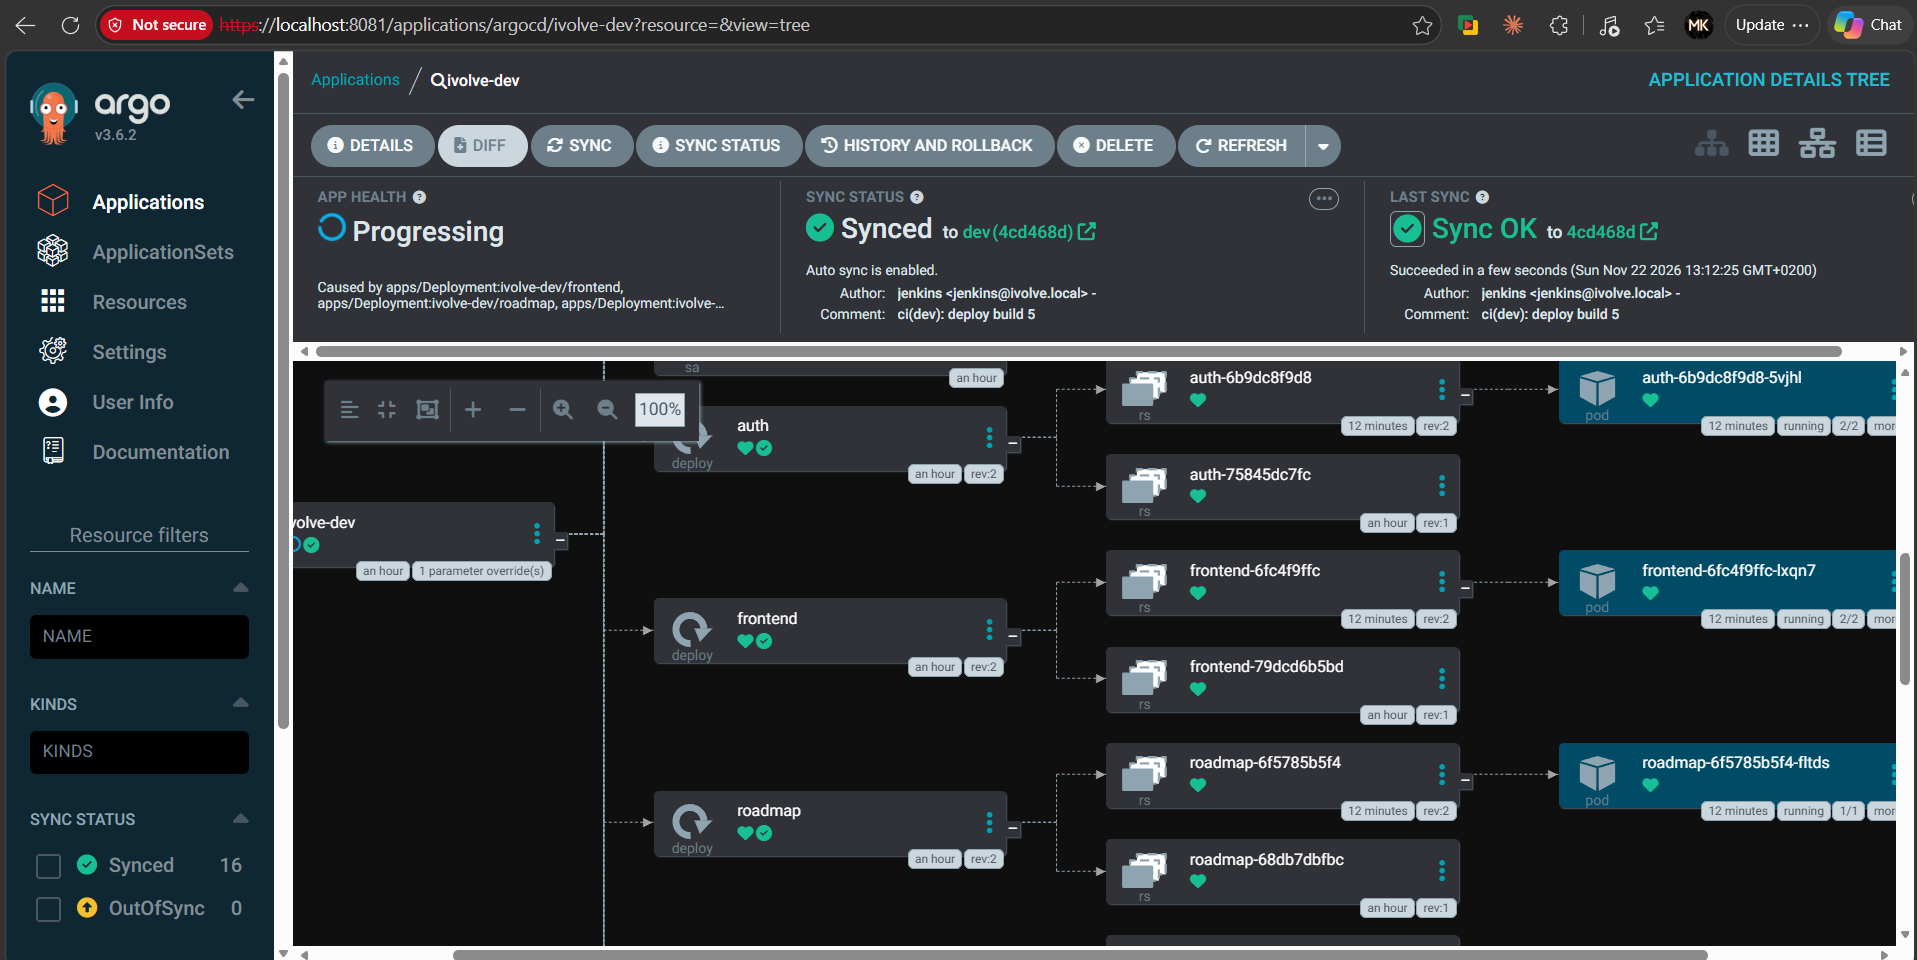 Not secure https://localhost:8081/applications/argocd/ivolve-dev?resource=&view=tree MK Update Chat
argo
v3.6.2
Applications
ApplicationSets
Resources
Settings
User Info
Documentation
Resource filters
NAME
NAME
KINDS
KINDS
SYNC STATUS
Synced 16
OutOfSync 0
Applications / ivolve-dev
APPLICATION DETAILS TREE
DETAILS DIFF SYNC SYNC STATUS HISTORY AND ROLLBACK DELETE REFRESH
APP HEALTH
Progressing
Caused by apps/Deployment:ivolve-dev/frontend,
apps/Deployment:ivolve-dev/roadmap, apps/Deployment:ivolve-...
SYNC STATUS
Synced to dev (4cd468d)
Auto sync is enabled.
Author: jenkins <jenkins@ivolve.local> -
Comment: ci(dev): deploy build 5
LAST SYNC
Sync OK to 4cd468d
Succeeded in a few seconds (Sun Nov 22 2026 13:12:25 GMT+0200)
Author: jenkins <jenkins@ivolve.local> -
Comment: ci(dev): deploy build 5
100%
sa
an hour
auth
deploy
an hour rev:2
volve-dev
an hour 1 parameter override(s)
frontend
deploy
an hour rev:2
roadmap
deploy
an hour rev:2
auth-6b9dc8f9d8
rs
12 minutes rev:2
auth-75845dc7fc
rs
an hour rev:1
frontend-6fc4f9ffc
rs
12 minutes rev:2
frontend-79dcd6b5bd
rs
an hour rev:1
roadmap-6f5785b5f4
rs
12 minutes rev:2
roadmap-68db7dbfbc
rs
an hour rev:1
auth-6b9dc8f9d8-5vjhl
pod
12 minutes running 2/2 mor
frontend-6fc4f9ffc-lxqn7
pod
12 minutes running 2/2 mor
roadmap-6f5785b5f4-fltds
pod
12 minutes running 1/1 mor